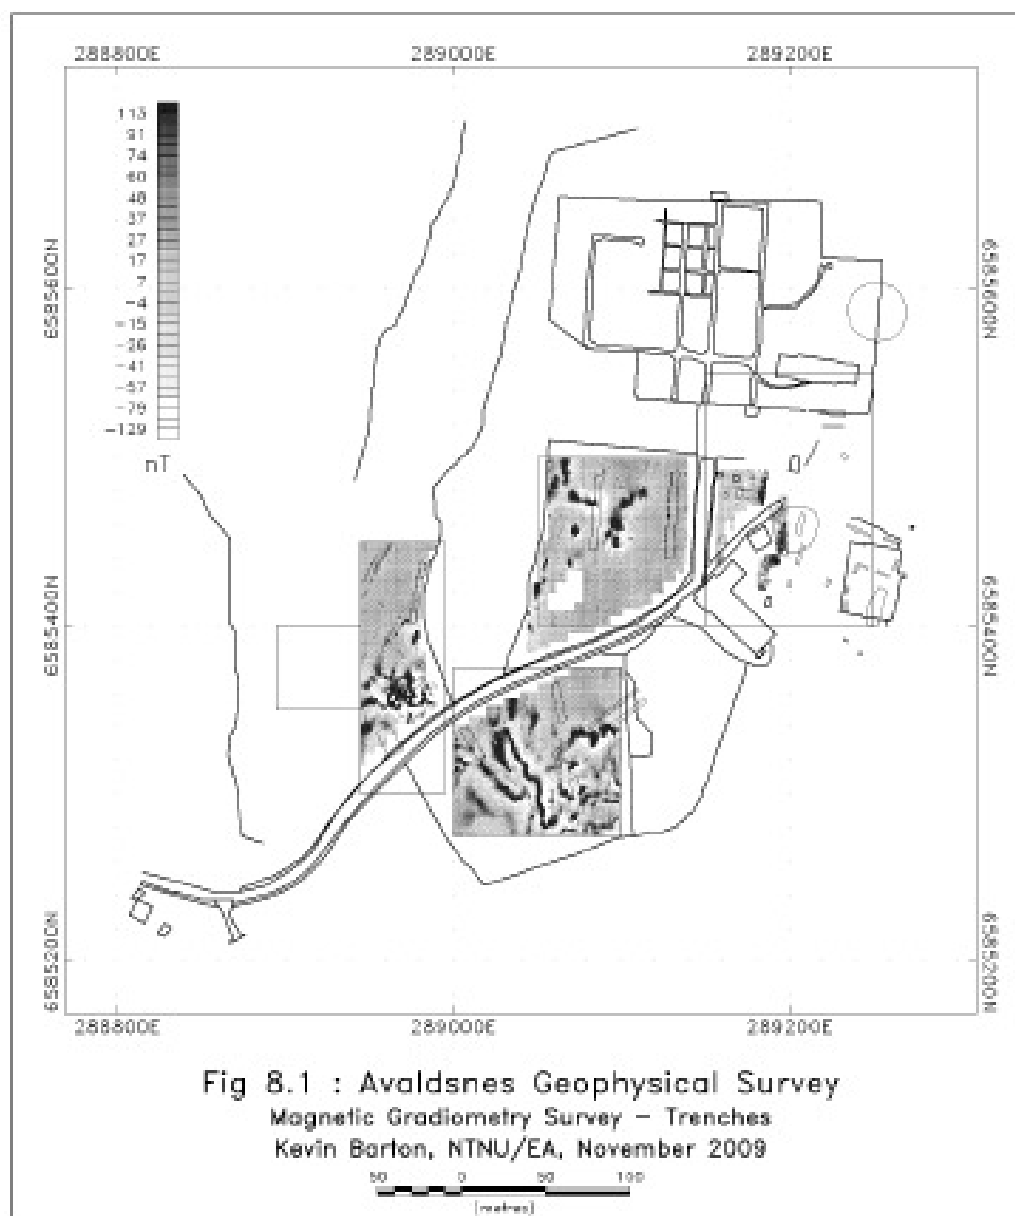 288800E 289000E 289200E
113
91
74
60
48
37
27
17
7
-4
-15
-26
-41
-57
-79
-129
nT
6585600N 6585600N
6585400N 6585400N
6585200N 6585200N
288800E 289000E 289200E
Fig 8.1 : Avaldsnes Geophysical Survey
Magnetic Gradiometry Survey - Trenches
Kevin Barton, NTNU/EA, November 2009
50 0 50 100
(metres)